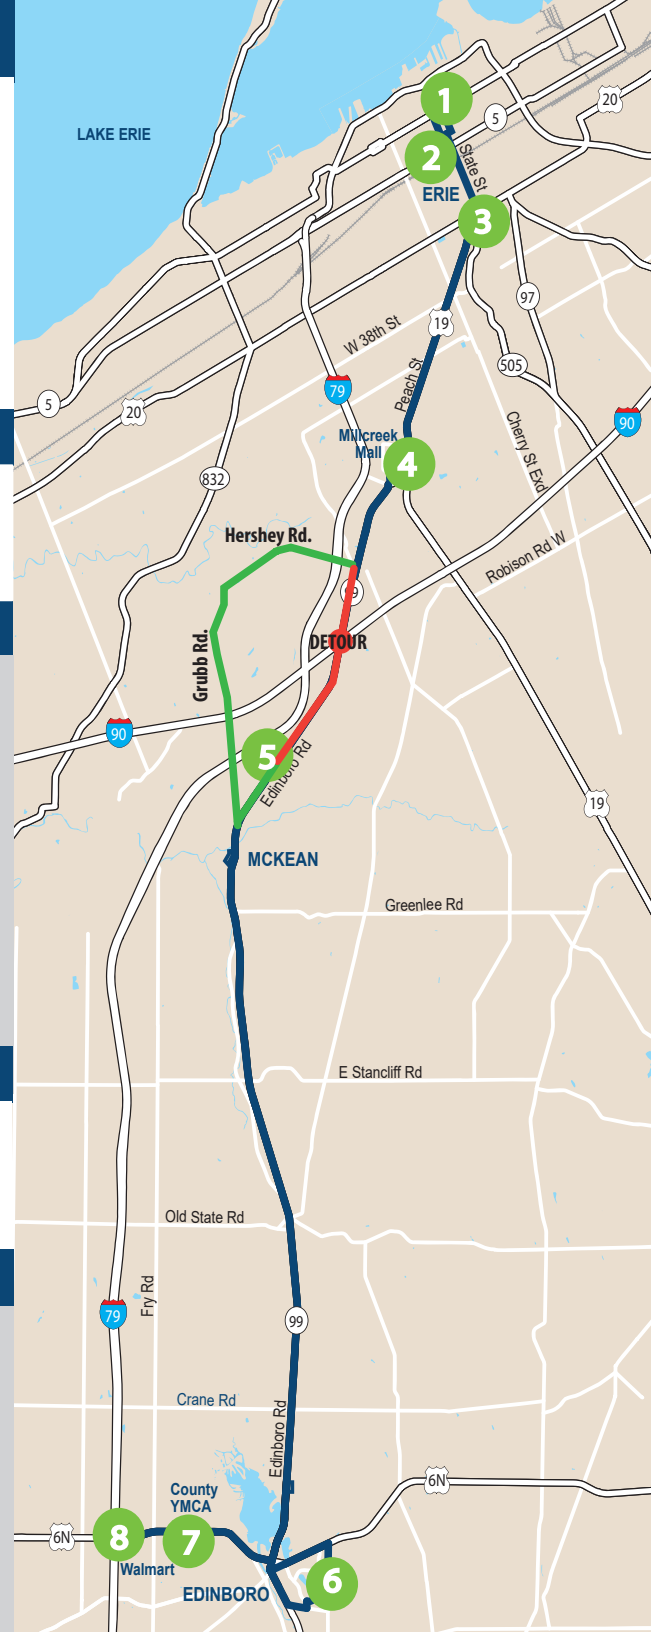 1
20
5
LAKE ERIE
State St
2
ERIE
3
97
19
W 38th St
79
505
Peach St
5
20
90
Cherry St Exd
Millcreek
Mall
4
832
Hershey Rd.
Robison Rd W
DETOUR
Grubb Rd.
90
5
Edinboro Rd
19
MCKEAN
Greenlee Rd
E Stancliff Rd
Old State Rd
Fry Rd
79
99
Crane Rd
Edinboro Rd
6N
County
YMCA
6N
8
7
Walmart
6
EDINBORO